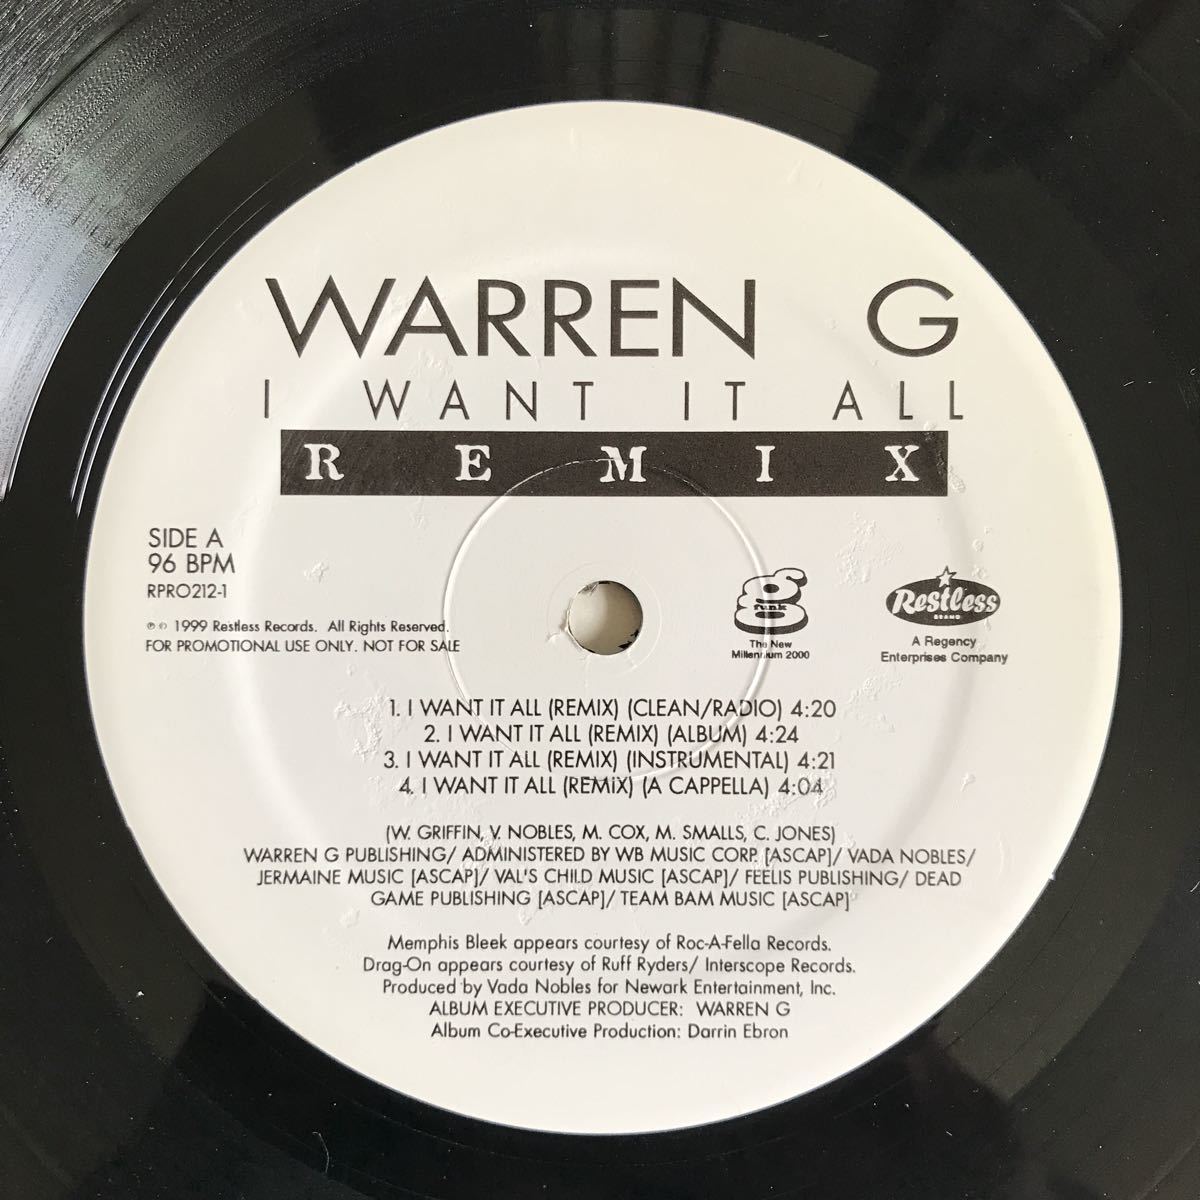 WARREN G
I WANT IT ALL
REMIX
SIDE A
96 BPM
RPRO212-1
℗ © 1999 Restless Records. All Rights Reserved.
FOR PROMOTIONAL USE ONLY. NOT FOR SALE
g funk
The New
Millennium 2000
Restless
BRAND
A Regency
Enterprises Company
1. I WANT IT ALL (REMIX) (CLEAN/RADIO) 4:20
2. I WANT IT ALL (REMIX) (ALBUM) 4:24
3. I WANT IT ALL (REMIX) (INSTRUMENTAL) 4:21
4. I WANT IT ALL (REMIX) (A CAPPELLA) 4:04
(W. GRIFFIN, V. NOBLES, M. COX, M. SMALLS, C. JONES)
WARREN G PUBLISHING/ ADMINISTERED BY WB MUSIC CORP [ASCAP]/ VADA NOBLES/
JERMAINE MUSIC [ASCAP]/ VAL'S CHILD MUSIC [ASCAP]/ FEELIS PUBLISHING/ DEAD
GAME PUBLISHING [ASCAP]/ TEAM BAM MUSIC [ASCAP]
Memphis Bleek appears courtesy of Roc-A-Fella Records.
Drag-On appears courtesy of Ruff Ryders/ Interscope Records.
Produced by Vada Nobles for Newark Entertainment, Inc.
ALBUM EXECUTIVE PRODUCER: WARREN G
Album Co-Executive Production: Darrin Ebron